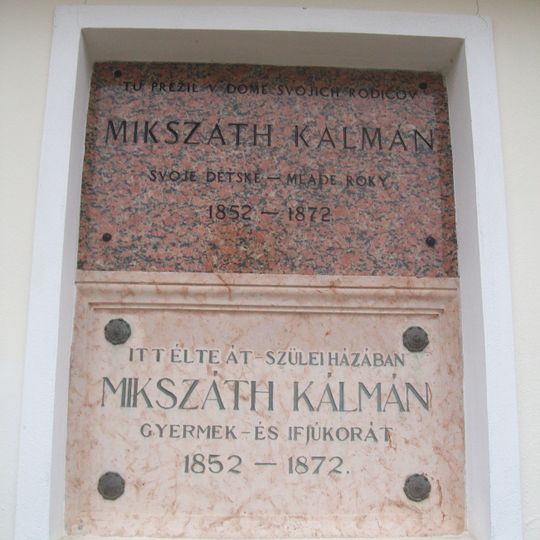 TU PREŽIL V DOME SVOJICH RODIČOV
MIKSZÁTH KÁLMÁN
SVOJE DETSKÉ — MLADÉ ROKY
1852 — 1872
ITT ÉLTE ÁT - SZÜLEI HÁZÁBAN
MIKSZÁTH KÁLMÁN
GYERMEK - ÉS IFJÚKORÁT
1852 — 1872.